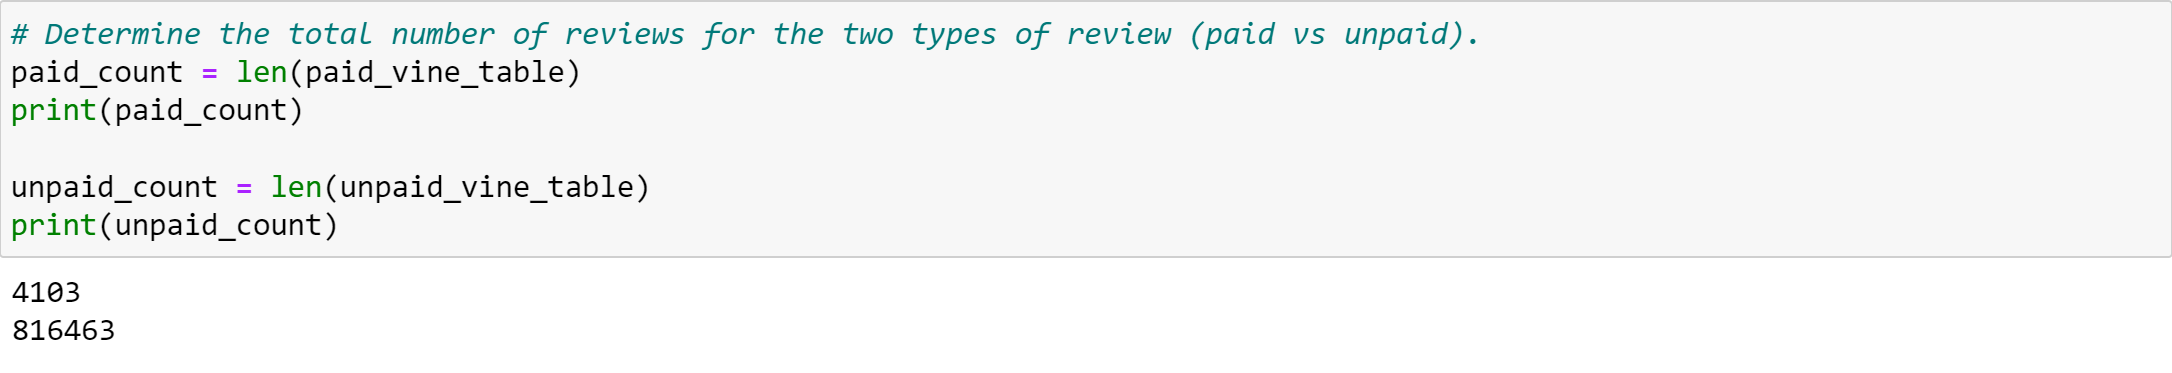 # Determine the total number of reviews for the two types of review (paid vs unpaid).
paid_count = len(paid_vine_table)
print(paid_count)
unpaid_count = len(unpaid_vine_table)
print(unpaid_count)
4103
816463